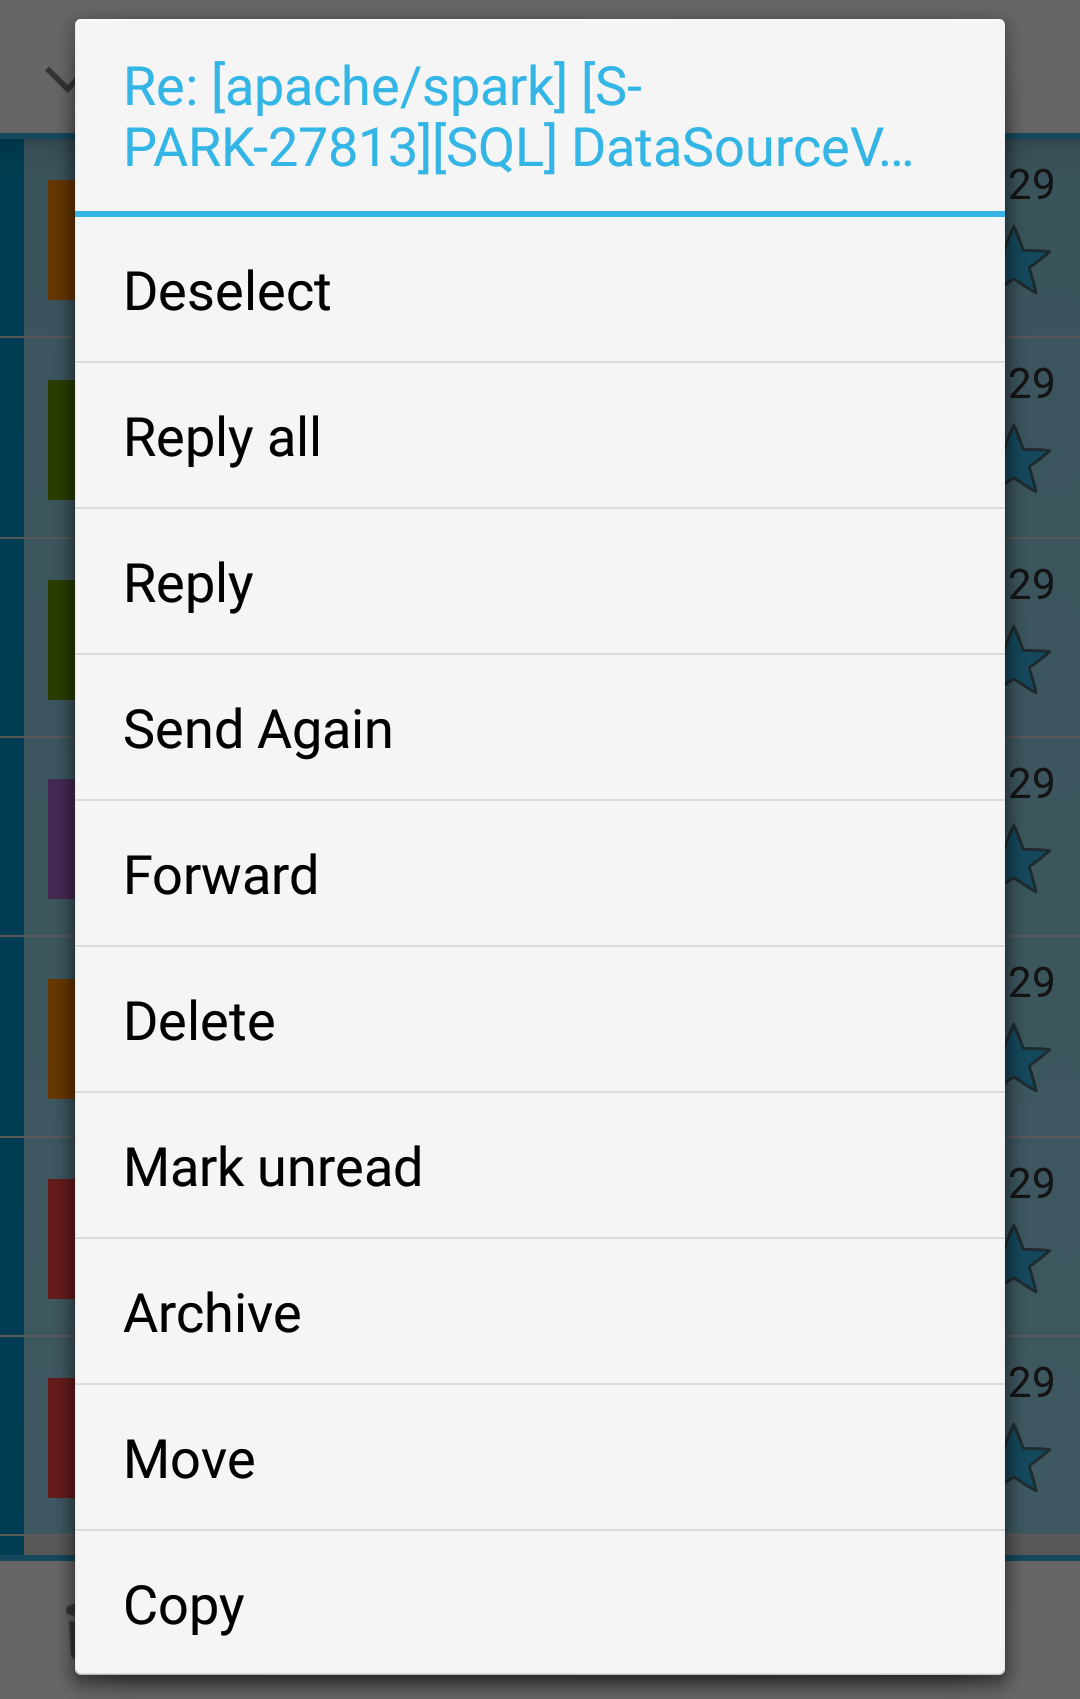 Re: [apache/spark] [S-
PARK-27813][SQL] DataSourceV...
29
Deselect
29
Reply all
Reply
29
Send Again
29
Forward
29
Delete
Mark unread
29
Archive
29
Move
Copy